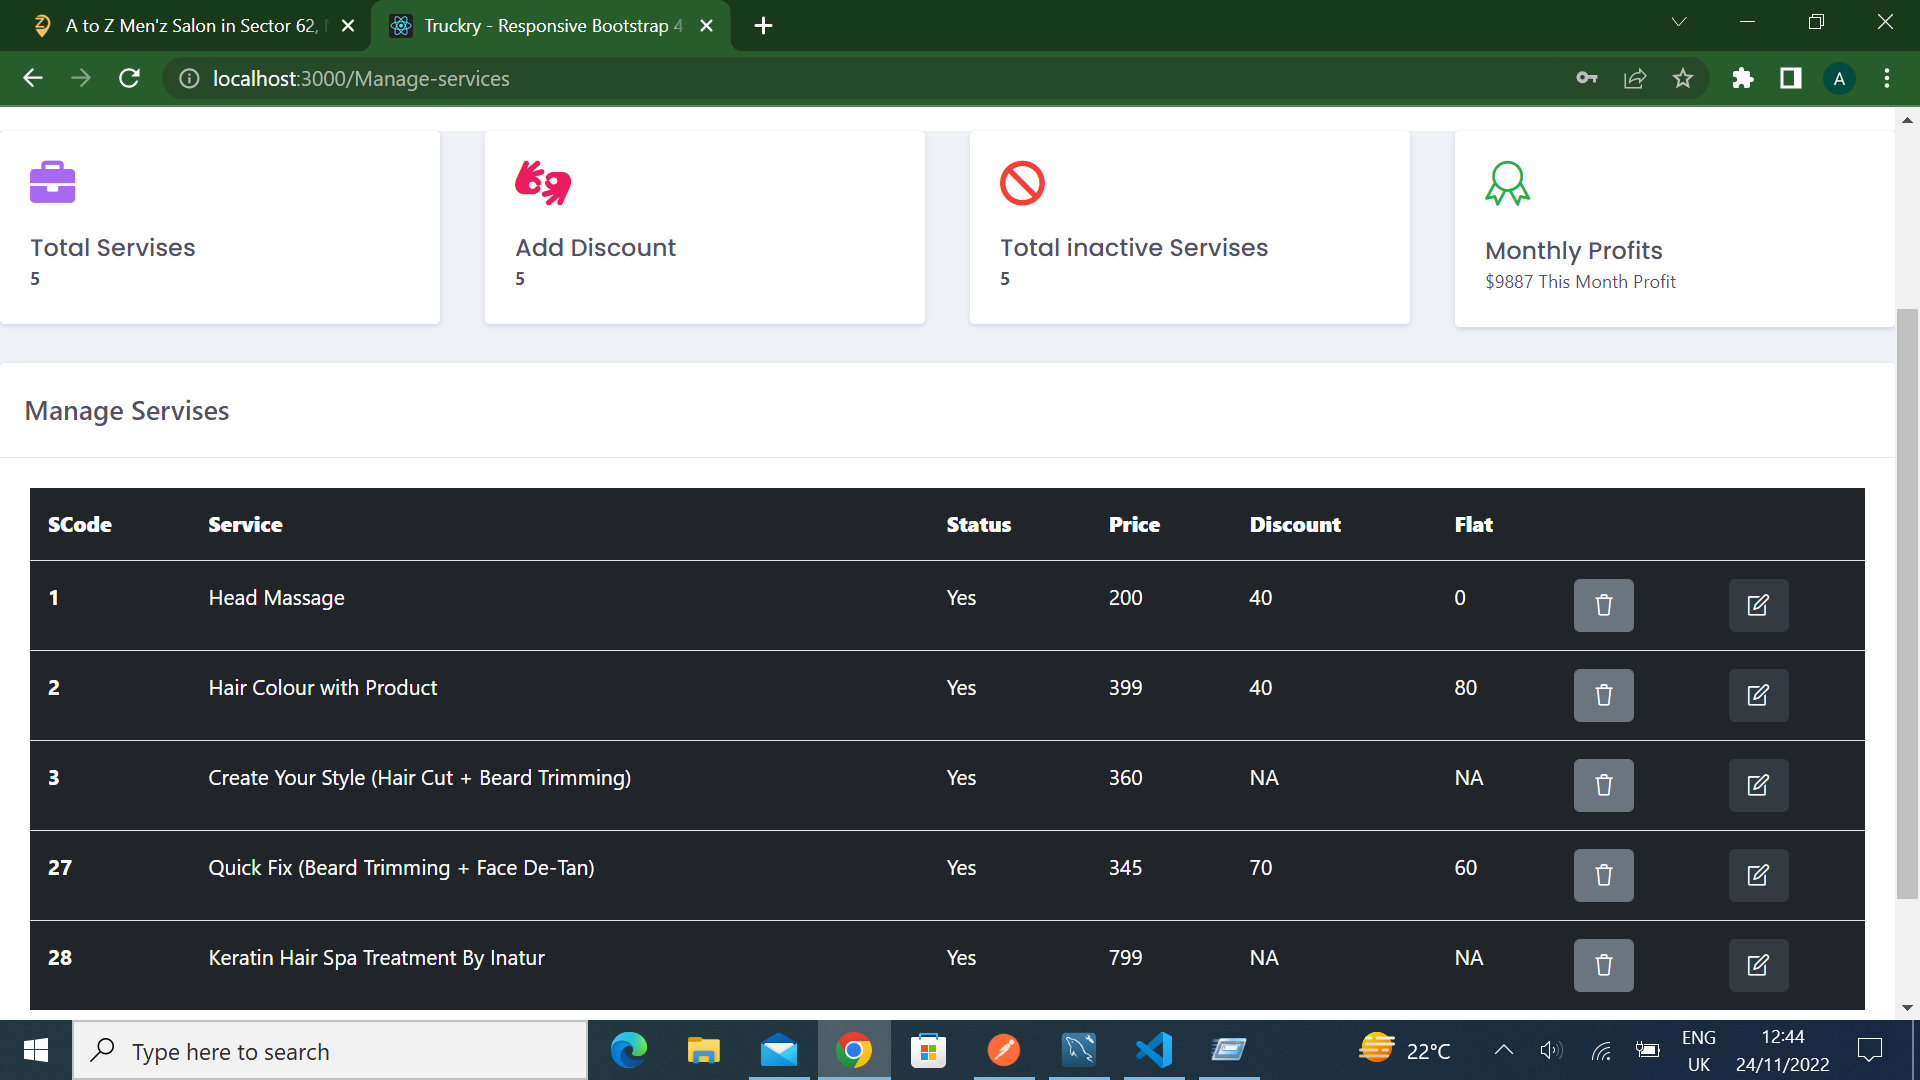 A to Z Men'z Salon in Sector 62,
Truckry - Responsive Bootstrap 4
localhost:3000/Manage-services
A
Total Servises
5
Add Discount
5
Total inactive Servises
5
Monthly Profits
$9887 This Month Profit
Manage Servises
SCode Service Status Price Discount Flat
1 Head Massage Yes 200 40 0
2 Hair Colour with Product Yes 399 40 80
3 Create Your Style (Hair Cut + Beard Trimming) Yes 360 NA NA
27 Quick Fix (Beard Trimming + Face De-Tan) Yes 345 70 60
28 Keratin Hair Spa Treatment By Inatur Yes 799 NA NA
Type here to search
22°C
ENG
UK
12:44
24/11/2022